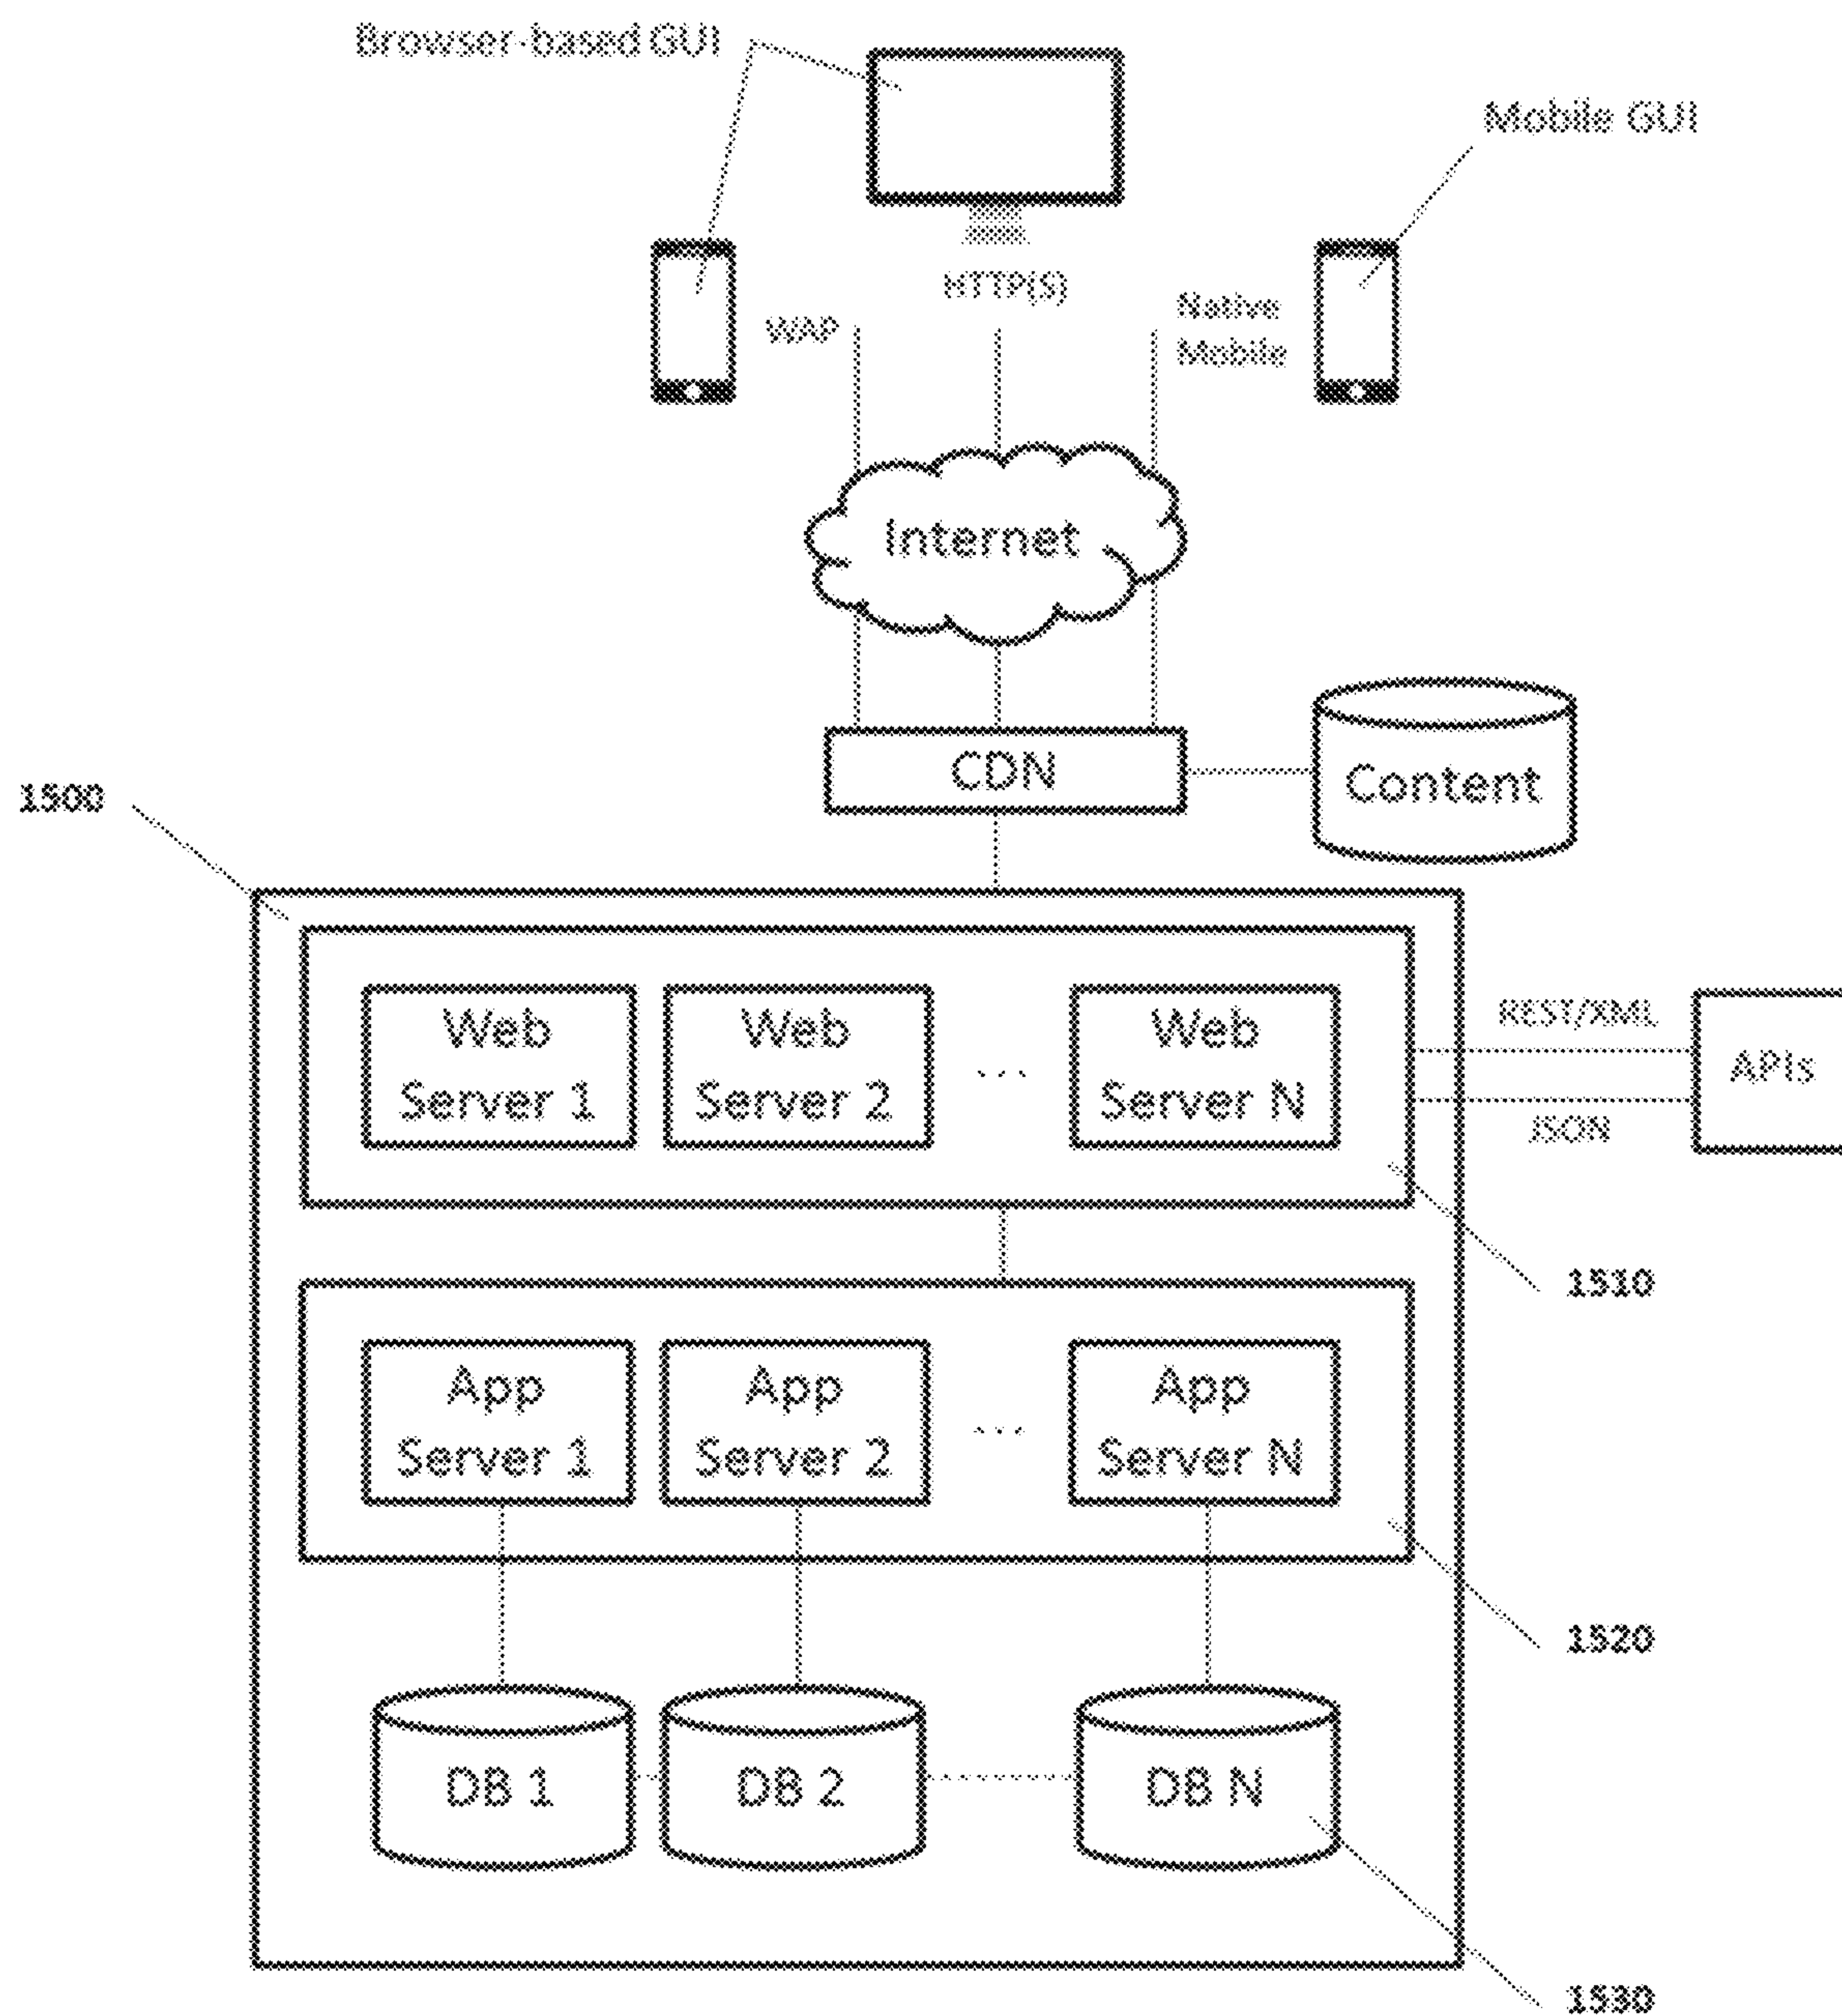 Browser-based GUI
Mobile GUI
HTTP(S)
WAP
Native
Mobile
Internet
CDN
Content
1500
Web
Server 1
Web
Server 2
...
Web
Server N
REST/XML
JSON
APIs
1510
App
Server 1
App
Server 2
...
App
Server N
1520
DB 1
DB 2
DB N
1530